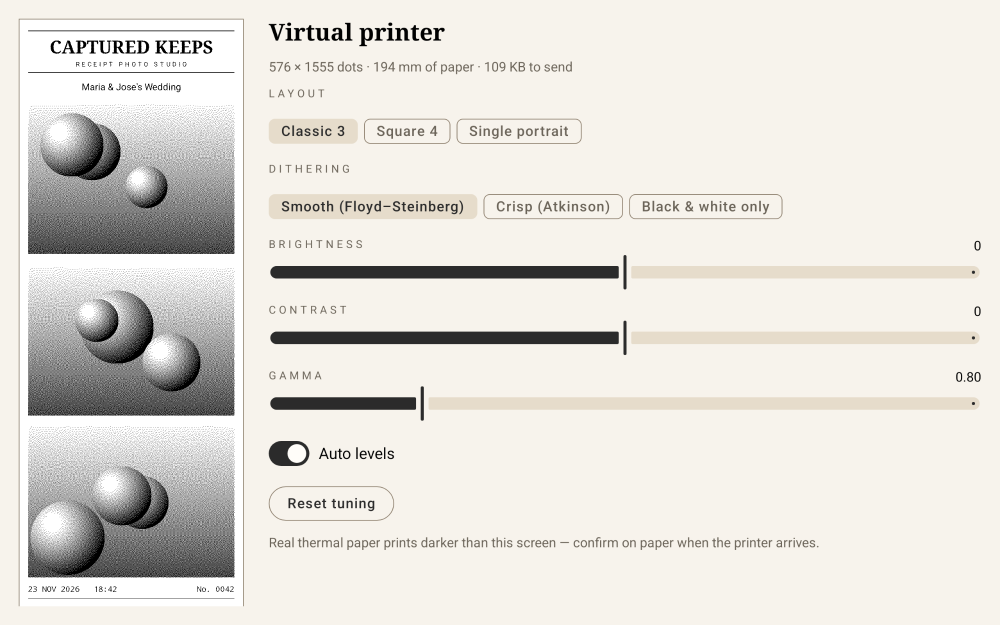 CAPTURED KEEPS
RECEIPT PHOTO STUDIO
Maria & Jose's Wedding
23 NOV 2026 18:42 No. 0042
Virtual printer
576 × 1555 dots · 194 mm of paper · 109 KB to send
LAYOUT
Classic 3 Square 4 Single portrait
DITHERING
Smooth (Floyd–Steinberg) Crisp (Atkinson) Black & white only
BRIGHTNESS 0
CONTRAST 0
GAMMA 0.80
Auto levels
Reset tuning
Real thermal paper prints darker than this screen — confirm on paper when the printer arrives.